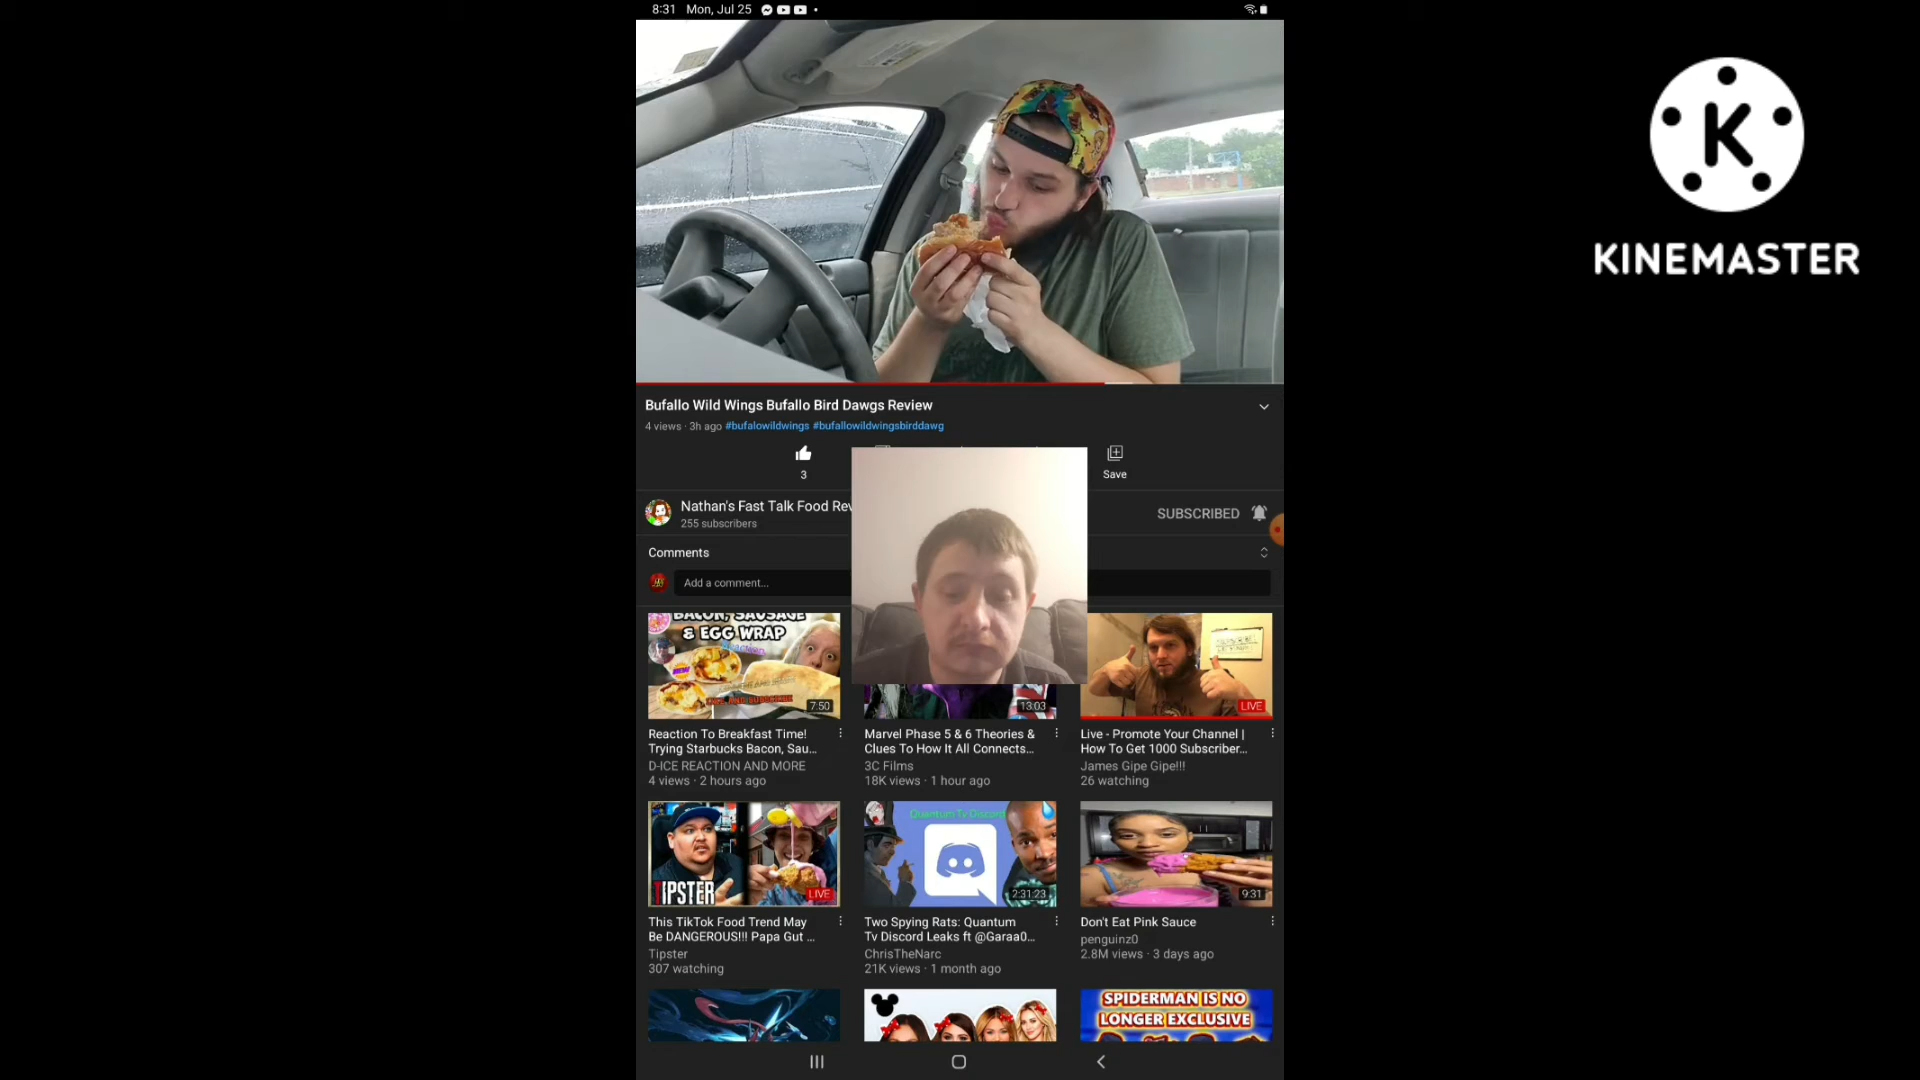 8:31 Mon, Jul 25
KINEMASTER
Bufallo Wild Wings Bufallo Bird Dawgs Review
4 views · 3h ago #bufalowildwings #bufallowildwingsbirddawg
3
Save
Nathan's Fast Talk Food Rev
255 subscribers
SUBSCRIBED
Comments
Add a comment...
BACON, SAUSAGE
& EGG WRAP
Reaction
7:50
13:03
LIVE
Reaction To Breakfast Time!
Trying Starbucks Bacon, Sau...
D-ICE REACTION AND MORE
4 views · 2 hours ago
Marvel Phase 5 & 6 Theories &
Clues To How It All Connects...
3C Films
18K views · 1 hour ago
Live - Promote Your Channel |
How To Get 1000 Subscriber...
James Gipe Gipe!!!
26 watching
TIPSTER
LIVE
Quantum Tv Discord
2:31:23
9:31
This TikTok Food Trend May
Be DANGEROUS!!! Papa Gut ...
Tipster
307 watching
Two Spying Rats: Quantum
Tv Discord Leaks ft @Garaa0...
ChrisTheNarc
21K views · 1 month ago
Don't Eat Pink Sauce
penguinz0
2.8M views · 3 days ago
SPIDERMAN IS NO
LONGER EXCLUSIVE